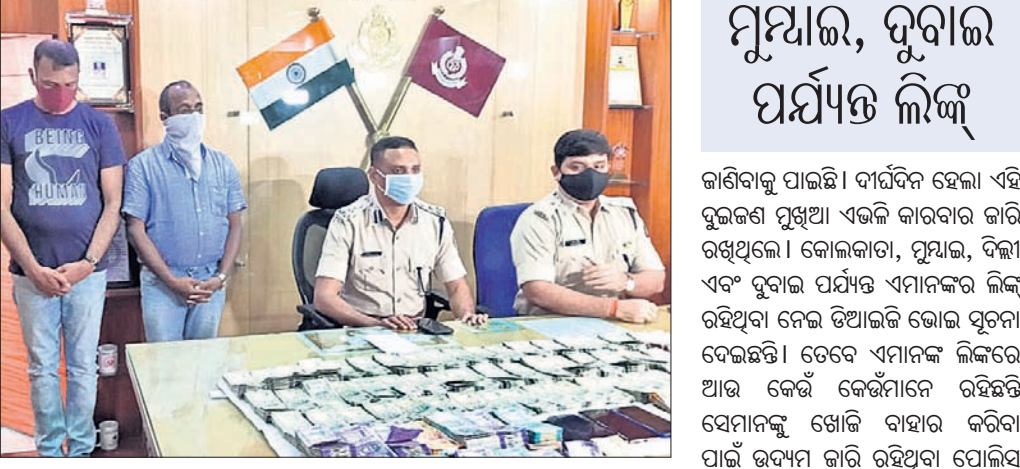 BEING
HUMAN
ମୁମ୍ବାଇ, ଦୁବାଇ
ପର୍ଯ୍ୟନ୍ତ ଲିଙ୍କ୍
ଜାଣିବାକୁ ପାଇଛି। ଦୀର୍ଘଦିନ ହେଲା ଏହି
ଦୁଇଜଣ ମୁଖିଆ ଏଭଳି କାରବାର ଜାରି
ରଖିଥିଲେ। କୋଲକାତା, ମୁମ୍ବାଇ, ଦିଲ୍ଲୀ
ଏବଂ ଦୁବାଇ ପର୍ଯ୍ୟନ୍ତ ଏମାନଙ୍କର ଲିଙ୍କ୍
ରହିଥିବା ନେଇ ଡିଆଇଜି ଭୋଇ ସୂଚନା
ଦେଇଛନ୍ତି। ତେବେ ଏମାନଙ୍କ ଲିଙ୍କରେ
ଆଉ କେଉଁ କେଉଁମାନେ ରହିଛନ୍ତି
ସେମାନଙ୍କୁ ଖୋଜି ବାହାର କରିବା
ପାଇଁ ଉଦ୍ୟମ ଜାରି ରହିଥିବା ପୋଲିସ